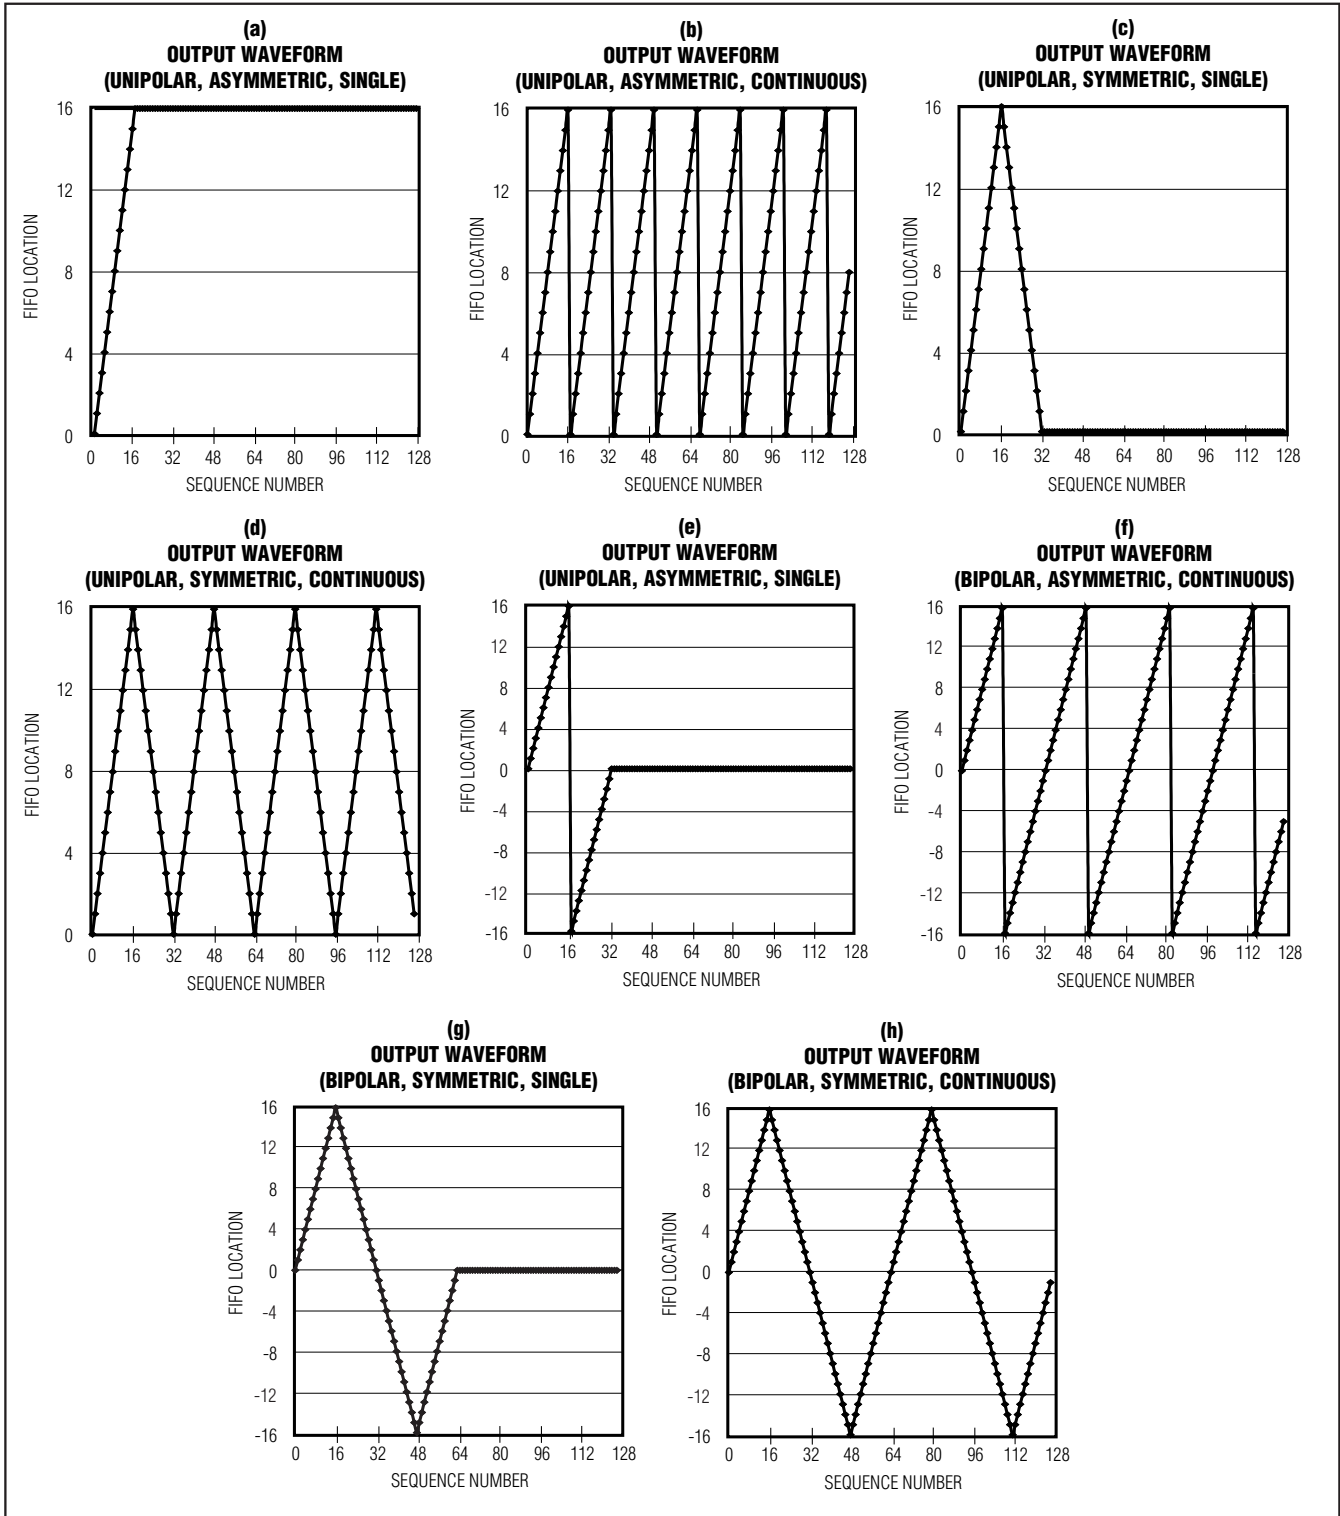 (a)
OUTPUT WAVEFORM
(UNIPOLAR, ASYMMETRIC, SINGLE)
16
12
8
4
0
FIFO LOCATION
0 16 32 48 64 80 96 112 128
SEQUENCE NUMBER
(b)
OUTPUT WAVEFORM
(UNIPOLAR, ASYMMETRIC, CONTINUOUS)
16
12
8
4
0
FIFO LOCATION
0 16 32 48 64 80 96 112 128
SEQUENCE NUMBER
(c)
OUTPUT WAVEFORM
(UNIPOLAR, SYMMETRIC, SINGLE)
16
12
8
4
0
FIFO LOCATION
0 16 32 48 64 80 96 112 128
SEQUENCE NUMBER
(d)
OUTPUT WAVEFORM
(UNIPOLAR, SYMMETRIC, CONTINUOUS)
16
12
8
4
0
FIFO LOCATION
0 16 32 48 64 80 96 112 128
SEQUENCE NUMBER
(e)
OUTPUT WAVEFORM
(UNIPOLAR, ASYMMETRIC, SINGLE)
16
12
8
4
0
-4
-8
-12
-16
FIFO LOCATION
0 16 32 48 64 80 96 112 128
SEQUENCE NUMBER
(f)
OUTPUT WAVEFORM
(BIPOLAR, ASYMMETRIC, CONTINUOUS)
16
12
8
4
0
-4
-8
-12
-16
FIFO LOCATION
0 16 32 48 64 80 96 112 128
SEQUENCE NUMBER
(g)
OUTPUT WAVEFORM
(BIPOLAR, SYMMETRIC, SINGLE)
16
12
8
4
0
-4
-8
-12
-16
FIFO LOCATION
0 16 32 48 64 80 96 112 128
SEQUENCE NUMBER
(h)
OUTPUT WAVEFORM
(BIPOLAR, SYMMETRIC, CONTINUOUS)
16
12
8
4
0
-4
-8
-12
-16
FIFO LOCATION
0 16 32 48 64 80 96 112 128
SEQUENCE NUMBER